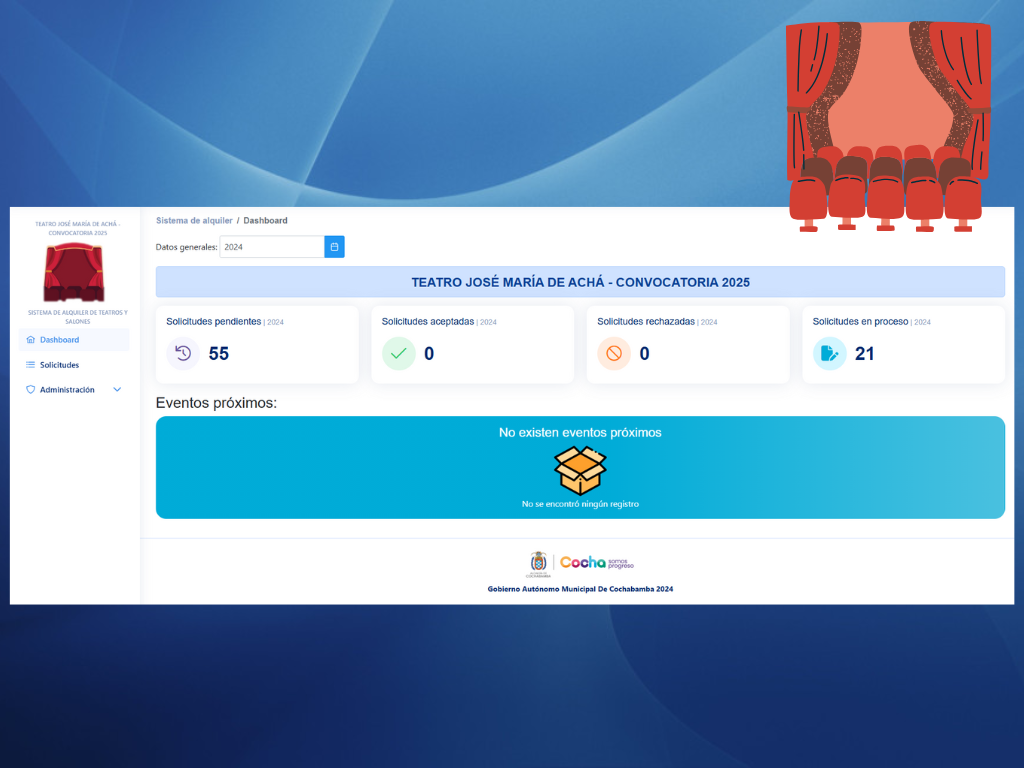 TEATRO JOSÉ MARÍA DE ACHÁ -
CONVOCATORIA 2025
SISTEMA DE ALQUILER DE TEATROS Y
SALONES
Dashboard
Solicitudes
Administración
Sistema de alquiler / Dashboard
Datos generales: 2024
TEATRO JOSÉ MARÍA DE ACHÁ - CONVOCATORIA 2025
Solicitudes pendientes | 2024
55
Solicitudes aceptadas | 2024
0
Solicitudes rechazadas | 2024
0
Solicitudes en proceso | 2024
21
Eventos próximos:
No existen eventos próximos
No se encontró ningún registro
Cocha somos
progreso
COCHABAMBA
Gobierno Autónomo Municipal De Cochabamba 2024